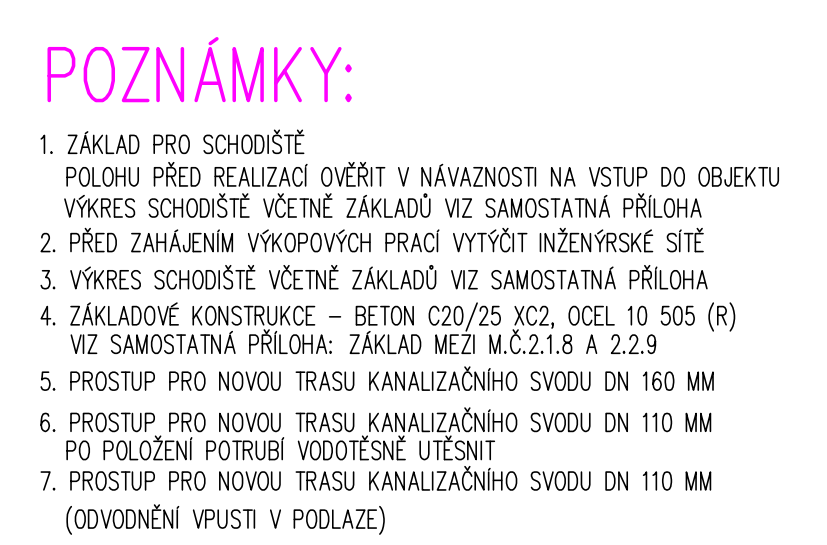 POZNÁMKY:
1. ZÁKLAD PRO SCHODIŠTĚ
POLOHU PŘED REALIZACÍ OVĚŘIT V NÁVAZNOSTI NA VSTUP DO OBJEKTU
VÝKRES SCHODIŠTĚ VČETNĚ ZÁKLADŮ VIZ SAMOSTATNÁ PŘÍLOHA
2. PŘED ZAHÁJENÍM VÝKOPOVÝCH PRACÍ VYTÝČIT INŽENÝRSKÉ SÍTĚ
3. VÝKRES SCHODIŠTĚ VČETNĚ ZÁKLADŮ VIZ SAMOSTATNÁ PŘÍLOHA
4. ZÁKLADOVÉ KONSTRUKCE – BETON C20/25 XC2, OCEL 10 505 (R)
VIZ SAMOSTATNÁ PŘÍLOHA: ZÁKLAD MEZI M.Č.2.1.8 A 2.2.9
5. PROSTUP PRO NOVOU TRASU KANALIZAČNÍHO SVODU DN 160 MM
6. PROSTUP PRO NOVOU TRASU KANALIZAČNÍHO SVODU DN 110 MM
PO POLOŽENÍ POTRUBÍ VODOTĚSNĚ UTĚSNIT
7. PROSTUP PRO NOVOU TRASU KANALIZAČNÍHO SVODU DN 110 MM
(ODVODNĚNÍ VPUSTI V PODLAZE)